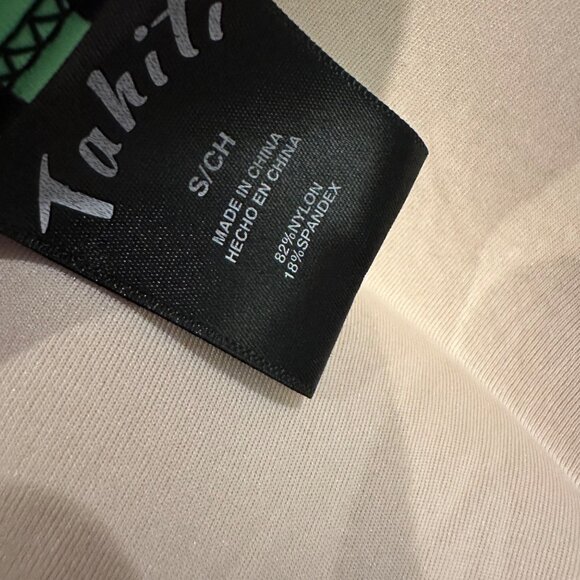 Tahiti
S/CH
MADE IN CHINA
HECHO EN CHINA
82%NYLON
18%SPANDEX